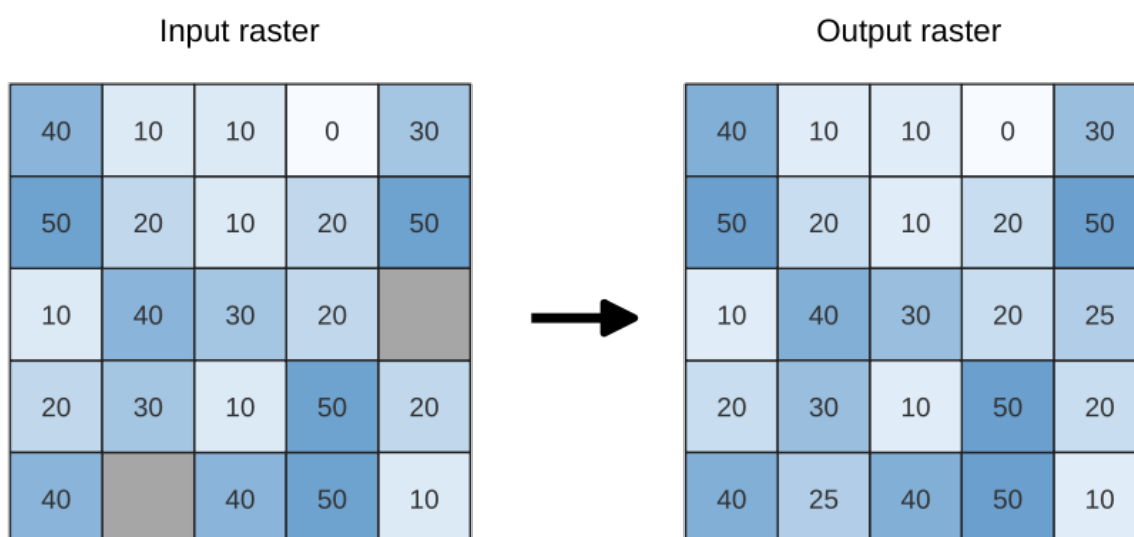 Input raster
Output raster
40 10 10 0 30
50 20 10 20 50
10 40 30 20
20 30 10 50 20
40 40 50 10
40 10 10 0 30
50 20 10 20 50
10 40 30 20 25
20 30 10 50 20
40 25 40 50 10